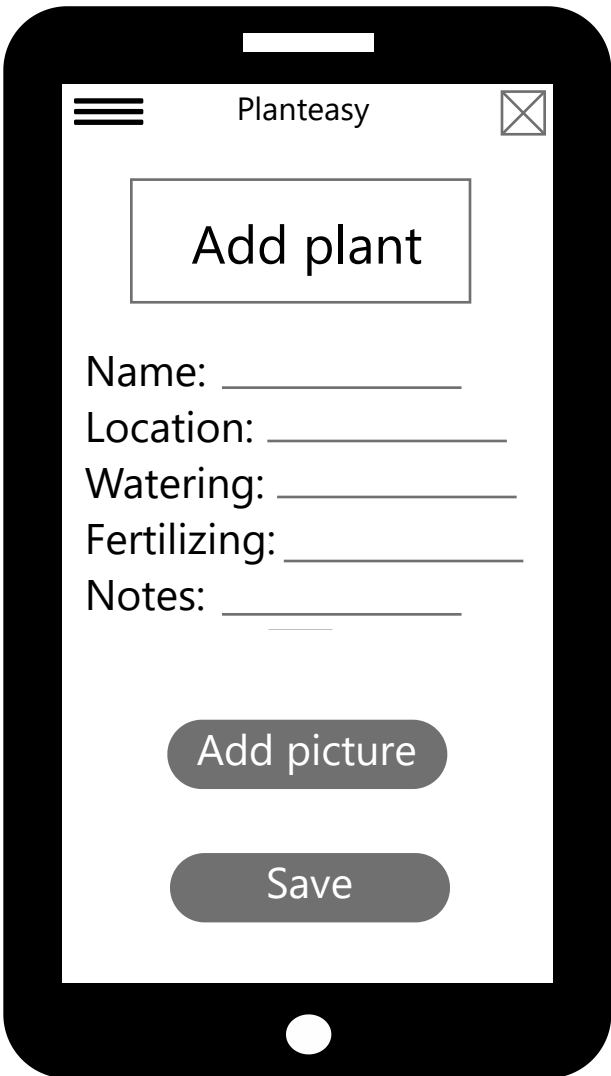 Planteasy
Add plant
Name:
Location:
Watering:
Fertilizing:
Notes:
Add picture
Save